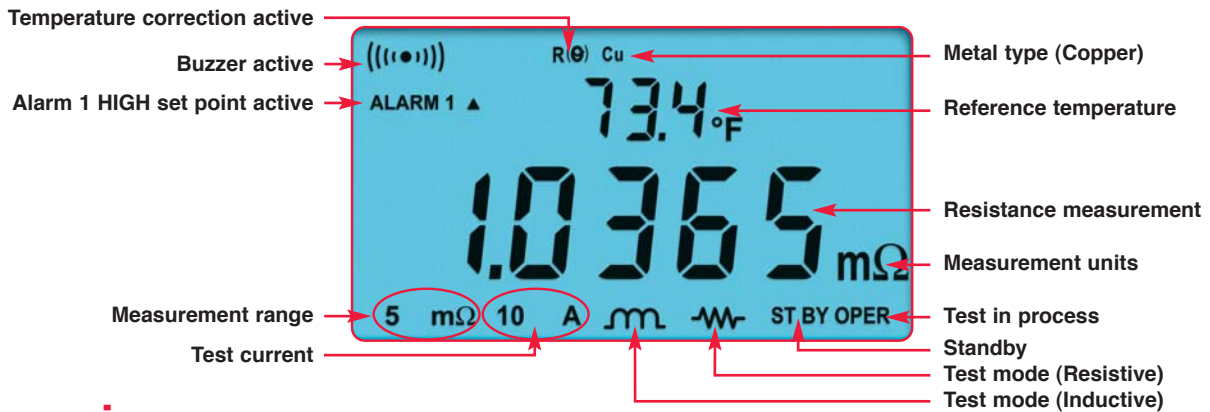 Temperature correction active
Buzzer active
Alarm 1 HIGH set point active
R(Θ) Cu
ALARM 1 ▲
73.4 °F
1.0365 mΩ
5 mΩ 10 A
ST.BY OPER
Metal type (Copper)
Reference temperature
Resistance measurement
Measurement units
Measurement range
Test current
Test in process
Standby
Test mode (Resistive)
Test mode (Inductive)